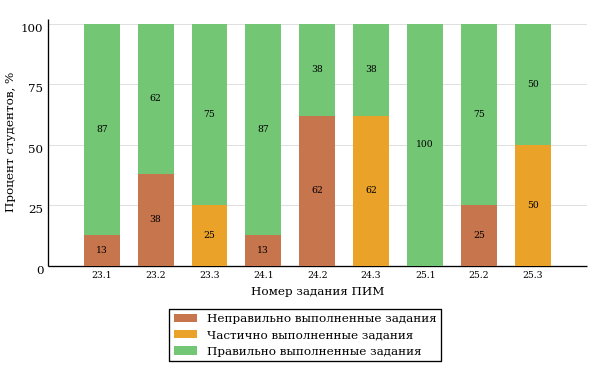 Процент студентов, %
100
75
50
25
0
87 62 75 87 38 38 100 75 50
13 38 25 13 62 62 25 50
23.1 23.2 23.3 24.1 24.2 24.3 25.1 25.2 25.3
Номер задания ПИМ
Неправильно выполненные задания
Частично выполненные задания
Правильно выполненные задания